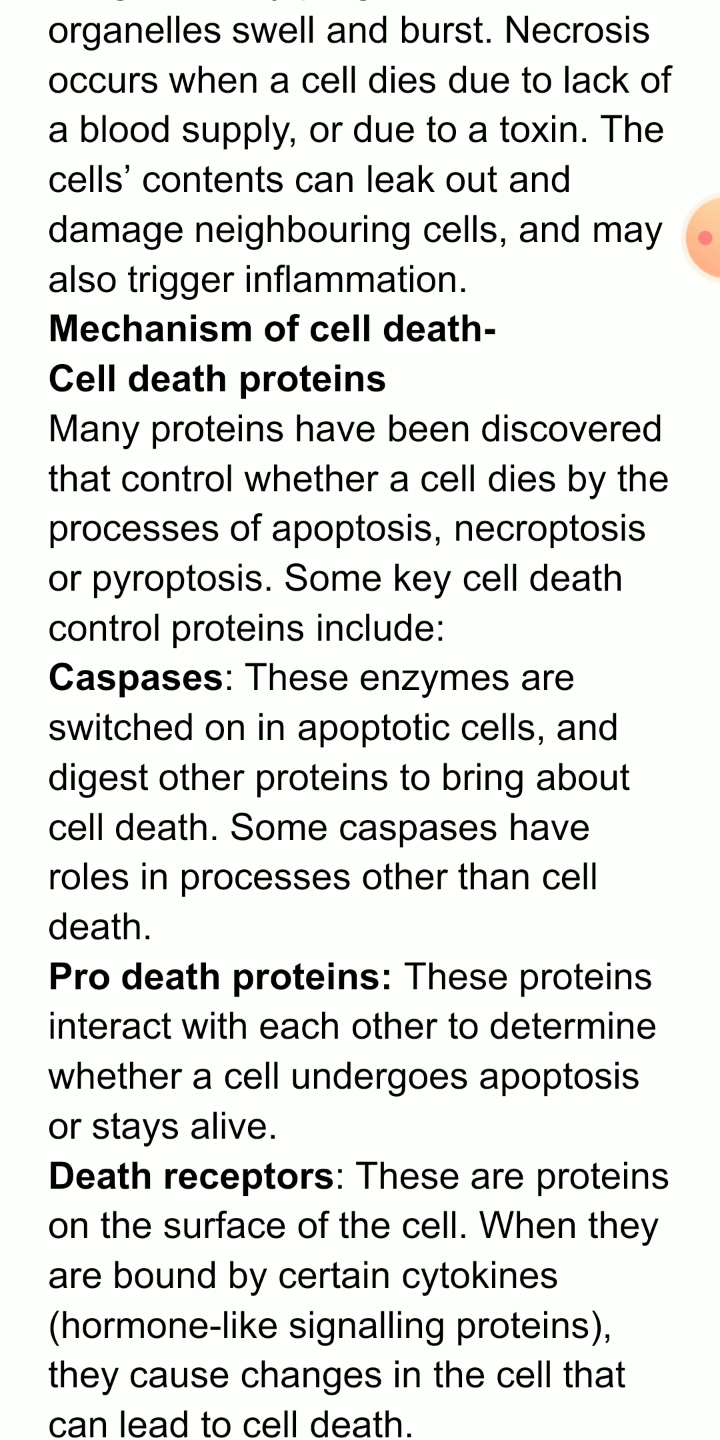 organelles swell and burst. Necrosis
occurs when a cell dies due to lack of
a blood supply, or due to a toxin. The
cells’ contents can leak out and
damage neighbouring cells, and may
also trigger inflammation.
Mechanism of cell death-
Cell death proteins
Many proteins have been discovered
that control whether a cell dies by the
processes of apoptosis, necroptosis
or pyroptosis. Some key cell death
control proteins include:
Caspases: These enzymes are
switched on in apoptotic cells, and
digest other proteins to bring about
cell death. Some caspases have
roles in processes other than cell
death.
Pro death proteins: These proteins
interact with each other to determine
whether a cell undergoes apoptosis
or stays alive.
Death receptors: These are proteins
on the surface of the cell. When they
are bound by certain cytokines
(hormone-like signalling proteins),
they cause changes in the cell that
can lead to cell death.